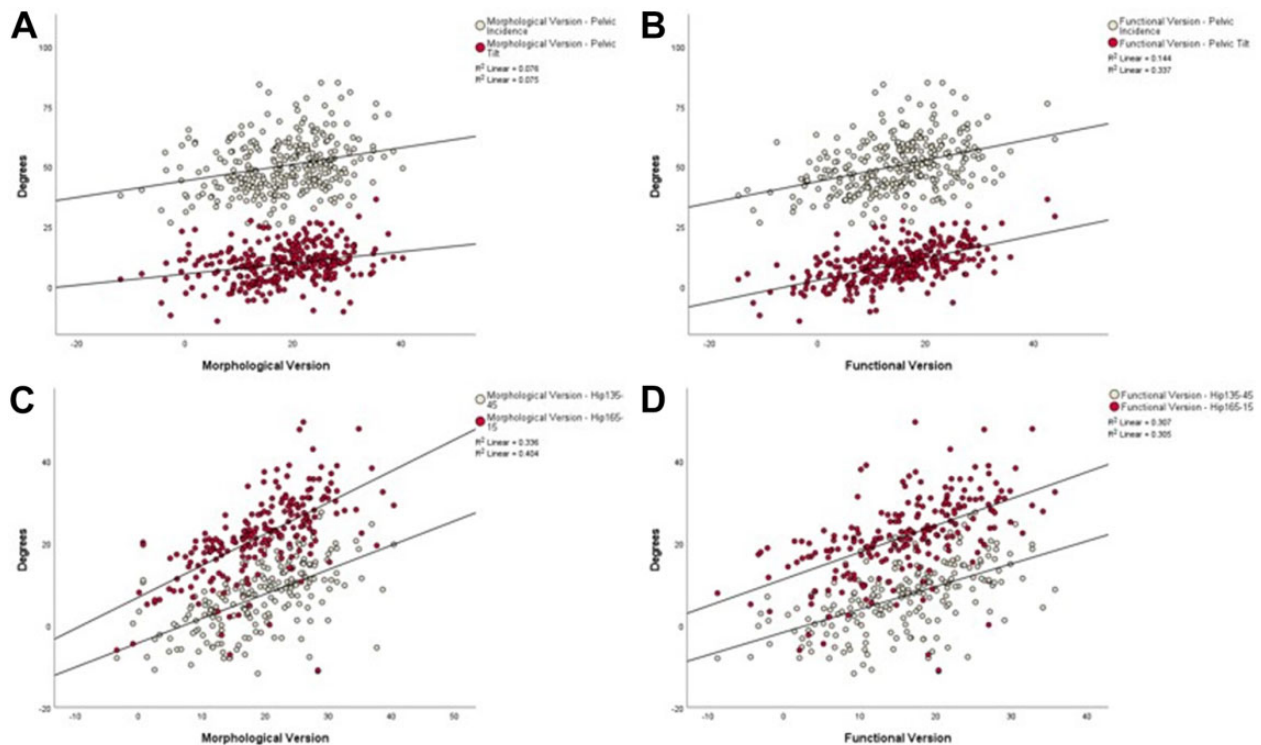 A
Morphological Version - Pelvic
Incidence
Morphological Version - Pelvic
Tilt
R2 Linear = 0.076
R2 Linear = 0.075
100
75
50
25
0
Degrees
-20 0 20 40
Morphological Version
B
Functional Version - Pelvic
Incidence
Functional Version - Pelvic Tilt
R2 Linear = 0.144
R2 Linear = 0.337
100
75
50
25
0
Degrees
-20 0 20 40
Functional Version
C
Morphological Version - Hip135-
45
Morphological Version - Hip165-
15
R2 Linear = 0.336
R2 Linear = 0.404
40
20
0
-20
Degrees
-10 0 10 20 30 40 50
Morphological Version
D
Functional Version - Hip135-45
Functional Version - Hip165-15
R2 Linear = 0.307
R2 Linear = 0.305
40
20
0
-20
Degrees
-10 0 10 20 30 40
Functional Version